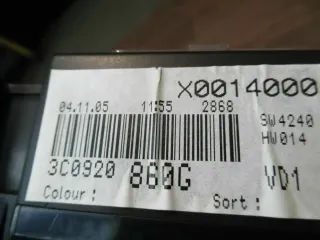 X0014000
04.11.05 11:55 2868
SW4240
HW014
3C0920 860G VD1
Colour : Sort :